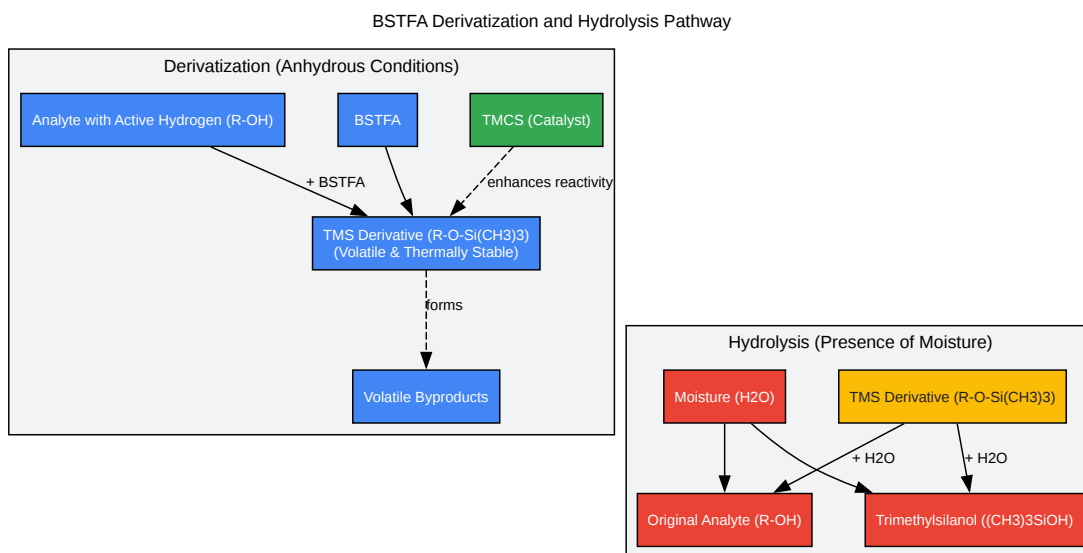 BSTFA Derivatization and Hydrolysis Pathway
Derivatization (Anhydrous Conditions)
Analyte with Active Hydrogen (R-OH)
BSTFA
TMCS (Catalyst)
+ BSTFA
enhances reactivity
TMS Derivative (R-O-Si(CH3)3)
(Volatile & Thermally Stable)
forms
Volatile Byproducts
Hydrolysis (Presence of Moisture)
Moisture (H2O)
TMS Derivative (R-O-Si(CH3)3)
+ H2O
+ H2O
Original Analyte (R-OH)
Trimethylsilanol ((CH3)3SiOH)